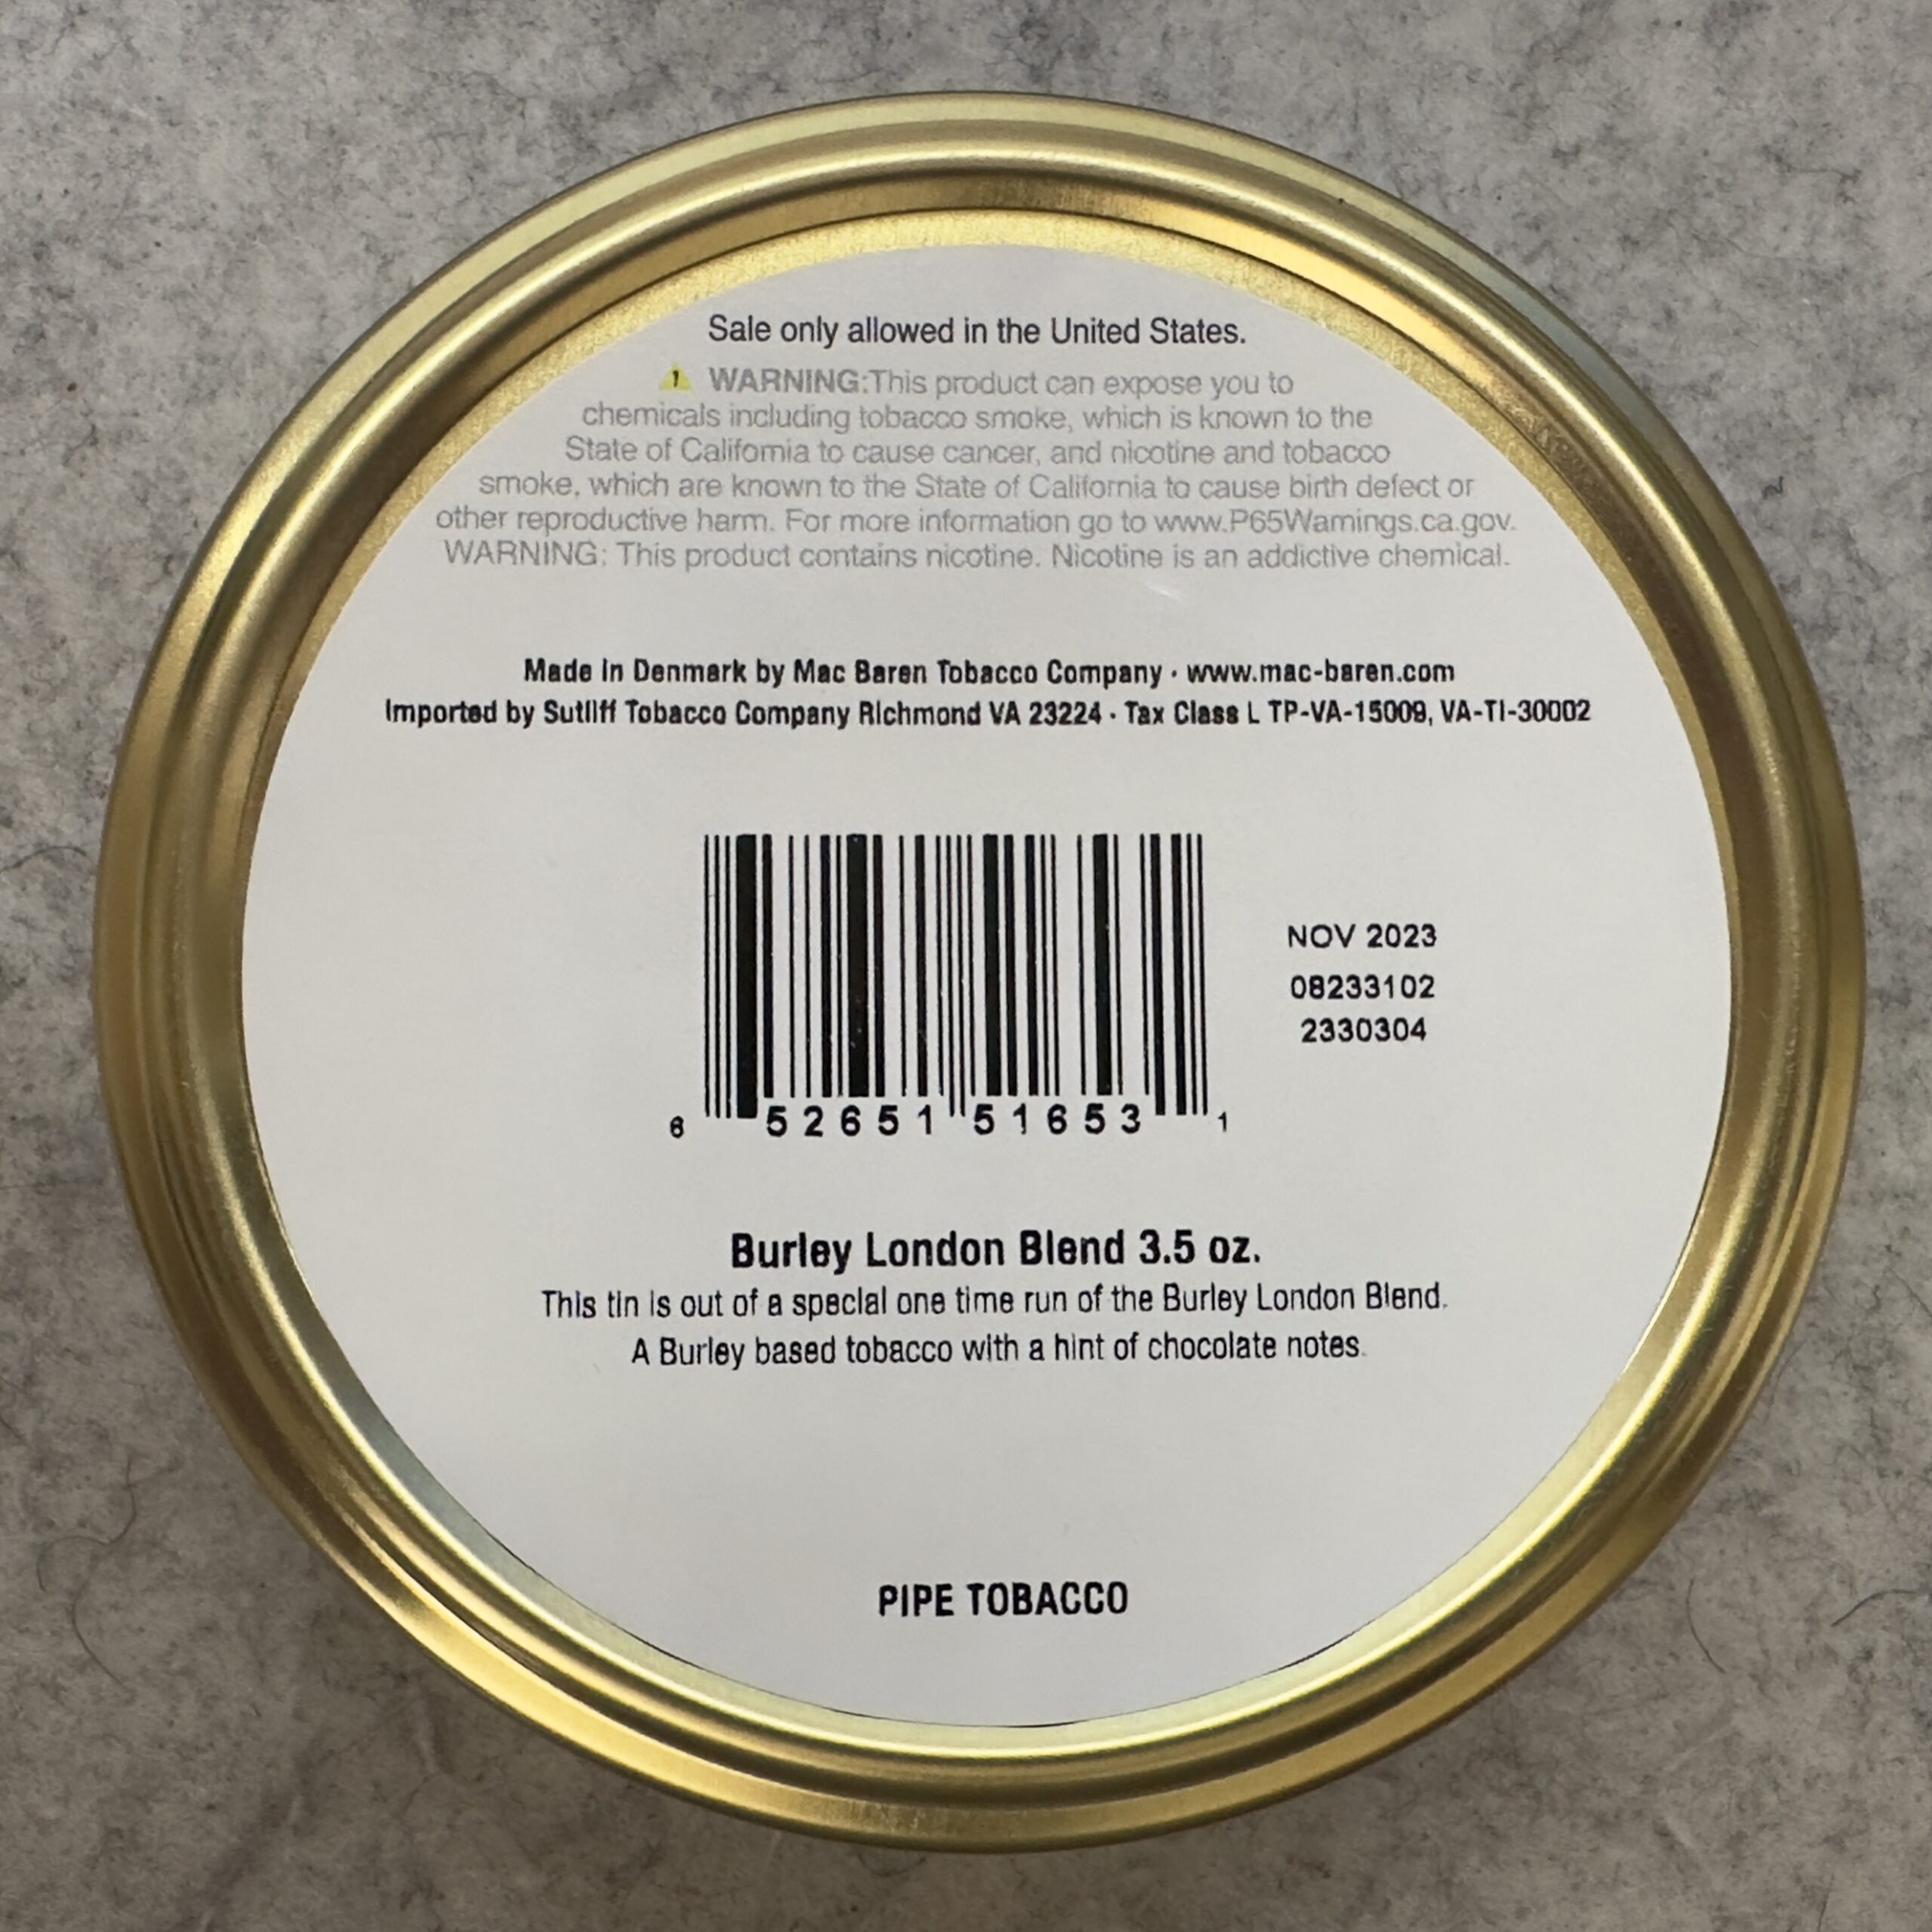 Sale only allowed in the United States.
WARNING:This product can expose you to
chemicals including tobacco smoke, which is known to the
State of California to cause cancer, and nicotine and tobacco
smoke, which are known to the State of California to cause birth defect or
other reproductive harm. For more information go to www.P65Warnings.ca.gov.
WARNING: This product contains nicotine. Nicotine is an addictive chemical.
Made in Denmark by Mac Baren Tobacco Company · www.mac-baren.com
Imported by Sutliff Tobacco Company Richmond VA 23224 · Tax Class L TP-VA-15009, VA-TI-30002
NOV 2023
08233102
2330304
6 52651 51653 1
Burley London Blend 3.5 oz.
This tin is out of a special one time run of the Burley London Blend.
A Burley based tobacco with a hint of chocolate notes.
PIPE TOBACCO